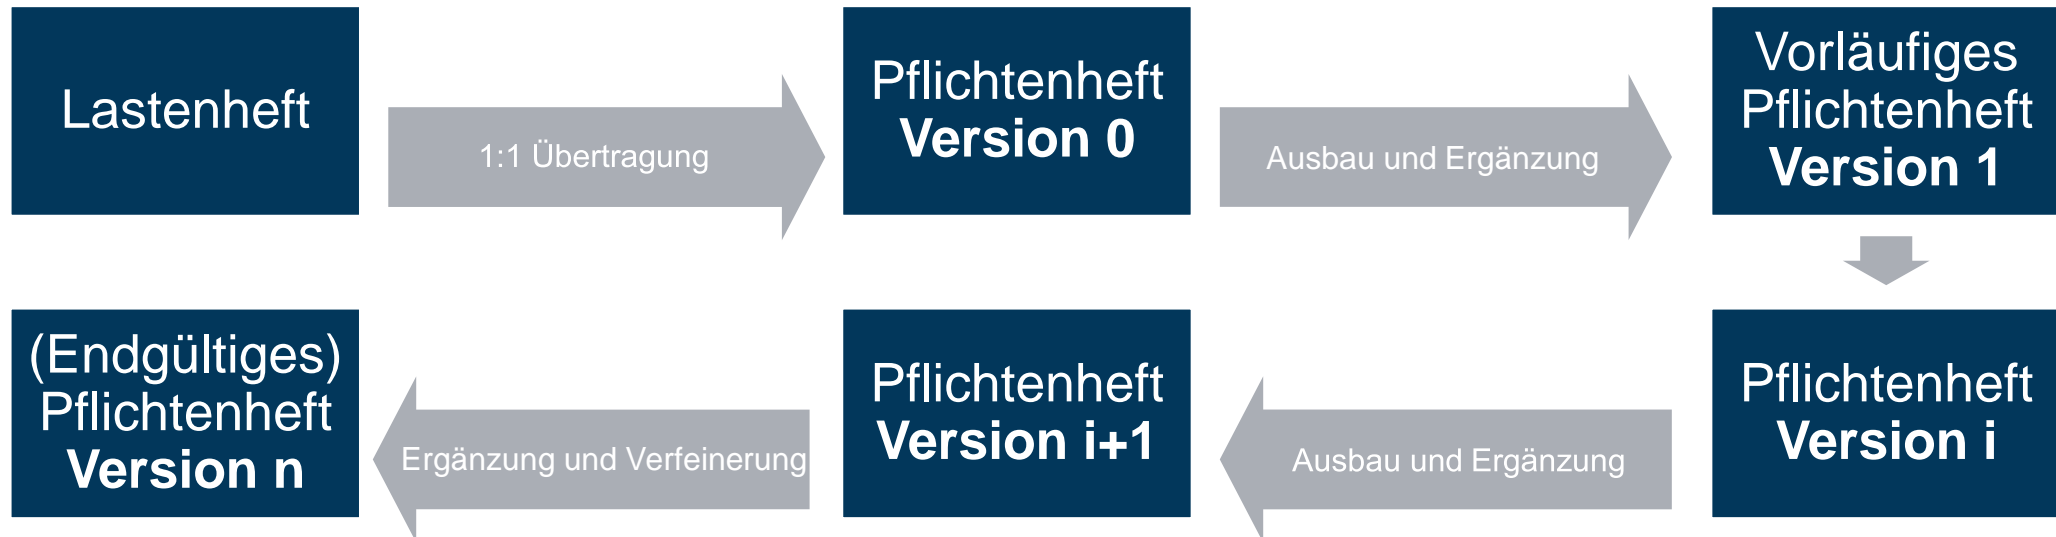 Lastenheft
1:1 Übertragung
Pflichtenheft
Version 0
Ausbau und Ergänzung
Vorläufiges
Pflichtenheft
Version 1
Pflichtenheft
Version i
Ausbau und Ergänzung
Pflichtenheft
Version i+1
Ergänzung und Verfeinerung
(Endgültiges)
Pflichtenheft
Version n